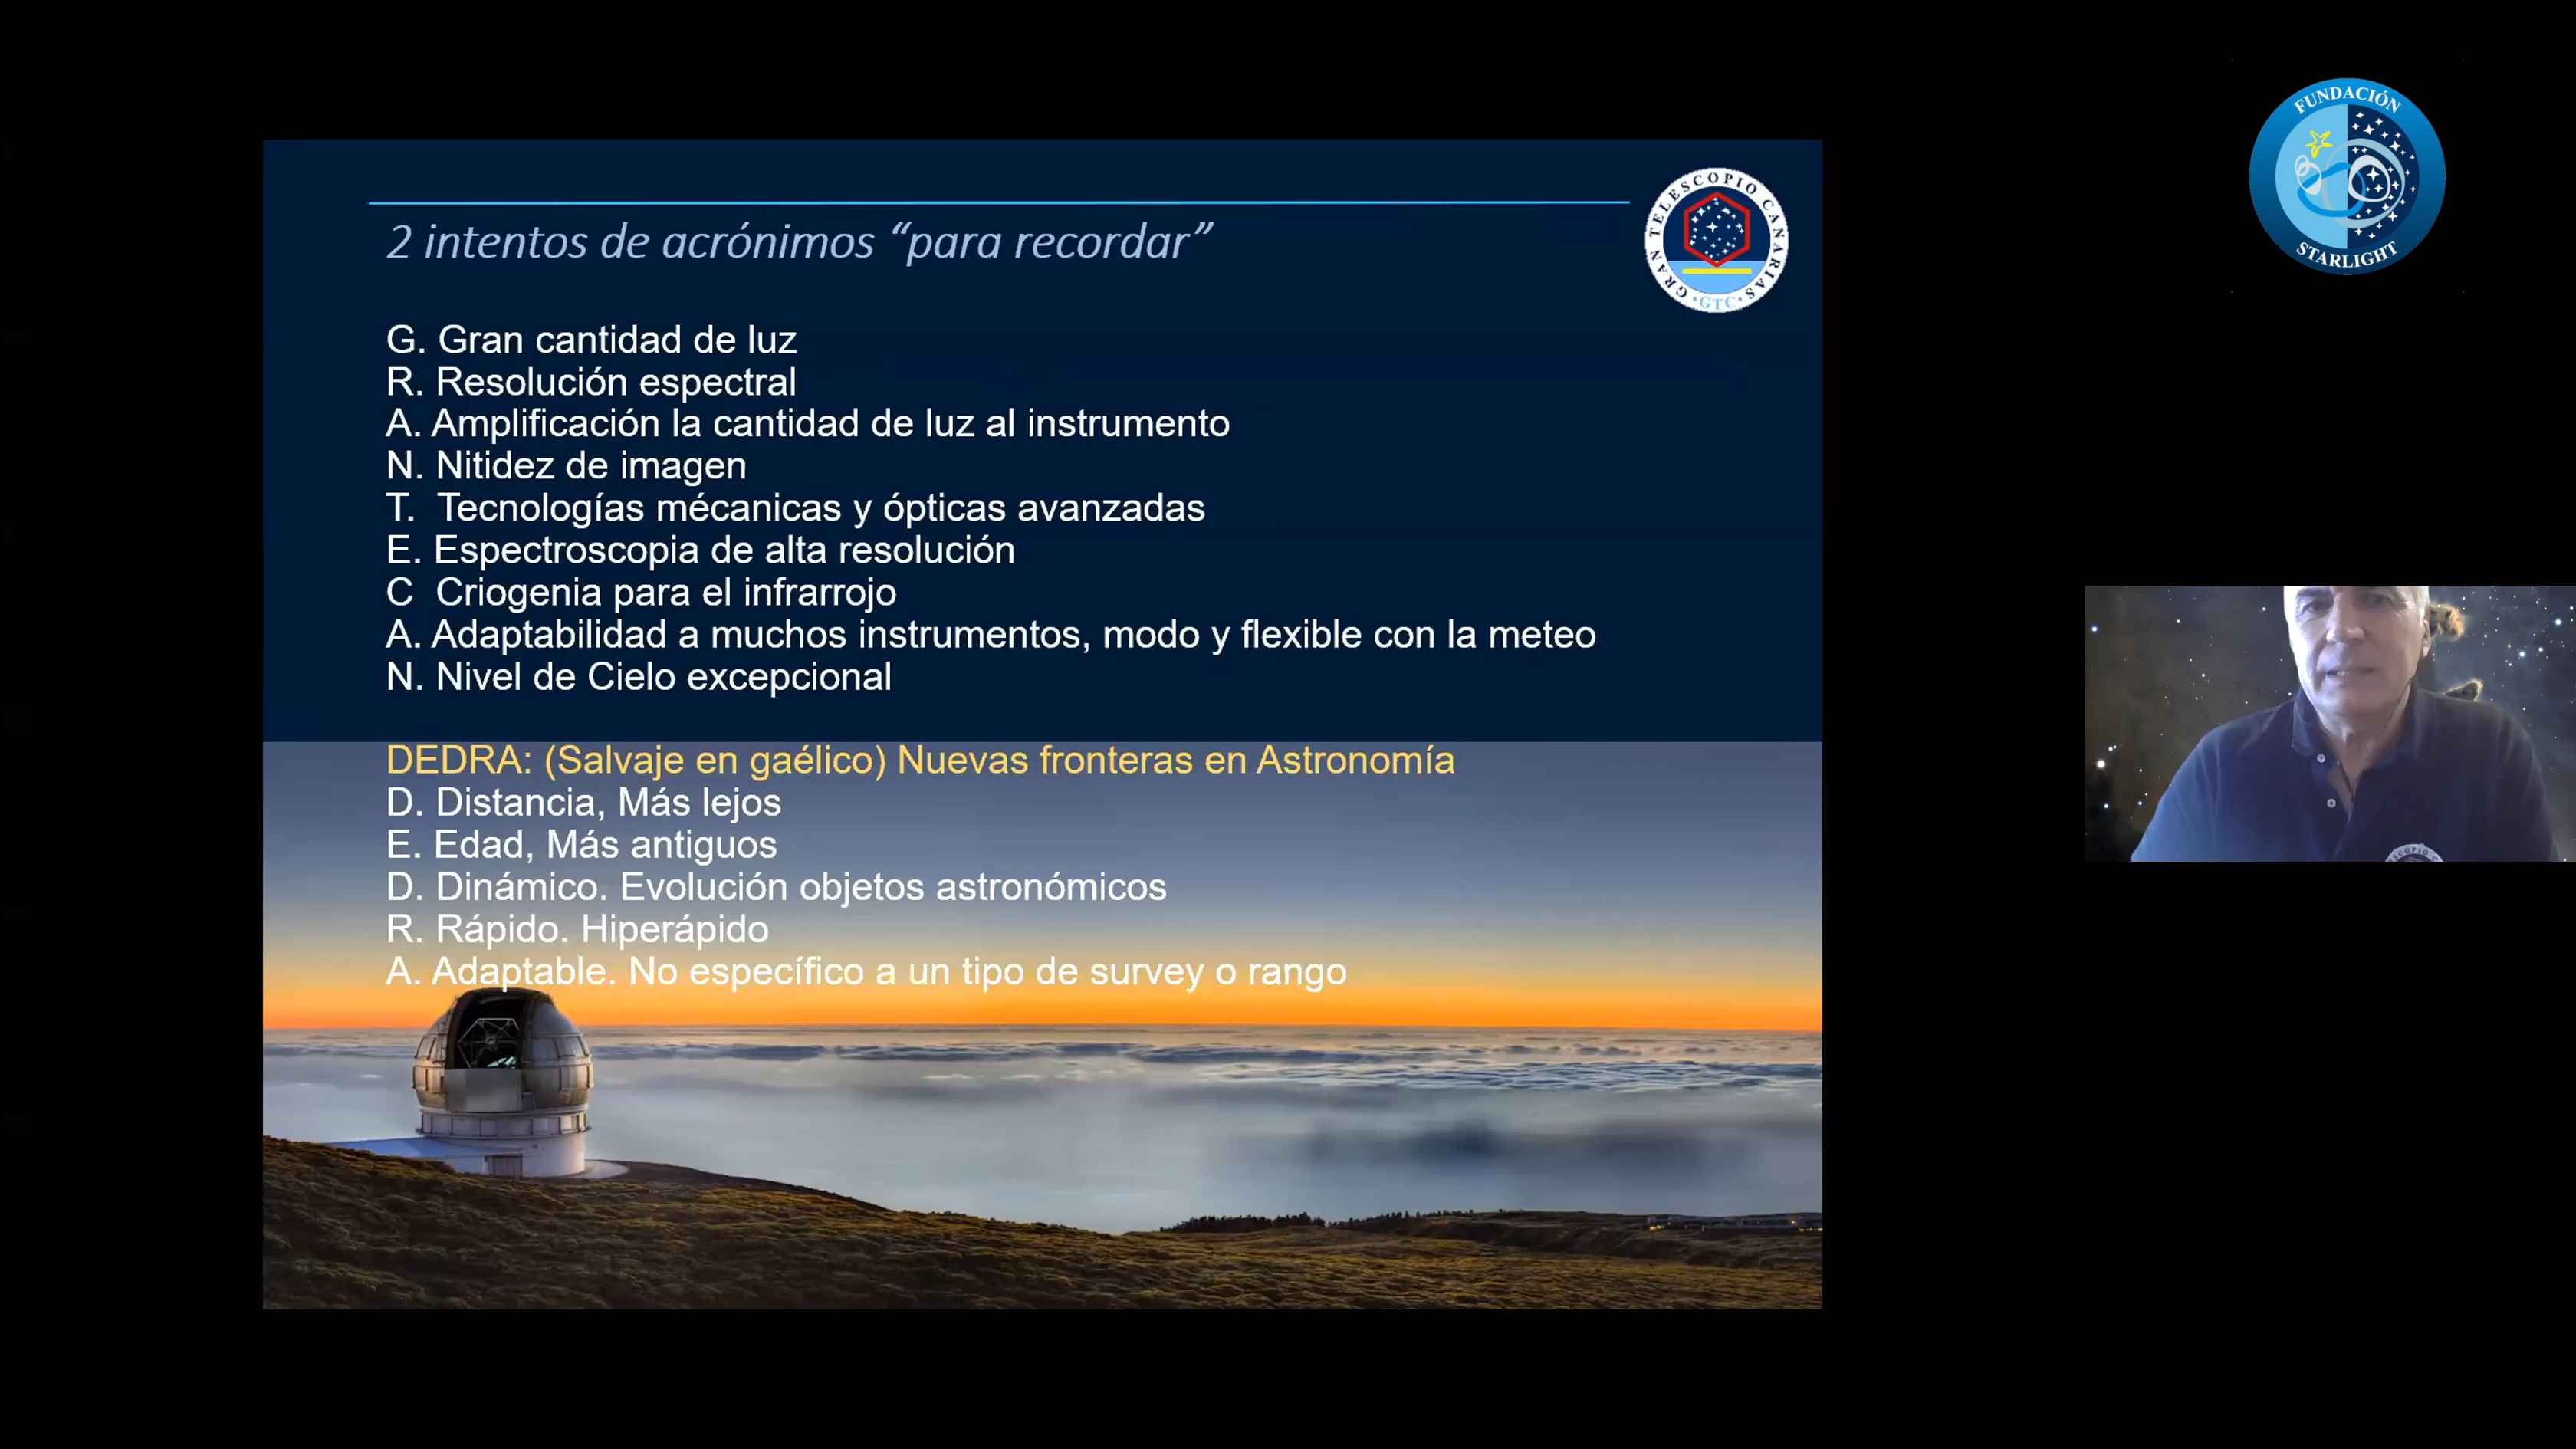 2 intentos de acrónimos “para recordar”
GRAN TELESCOPIO CANARIAS
•GTC•
FUNDACIÓN
STARLIGHT
G. Gran cantidad de luz
R. Resolución espectral
A. Amplificación la cantidad de luz al instrumento
N. Nitidez de imagen
T. Tecnologías mécanicas y ópticas avanzadas
E. Espectroscopia de alta resolución
C Criogenia para el infrarrojo
A. Adaptabilidad a muchos instrumentos, modo y flexible con la meteo
N. Nivel de Cielo excepcional
DEDRA: (Salvaje en gaélico) Nuevas fronteras en Astronomía
D. Distancia, Más lejos
E. Edad, Más antiguos
D. Dinámico. Evolución objetos astronómicos
R. Rápido. Hiperápido
A. Adaptable. No específico a un tipo de survey o rango